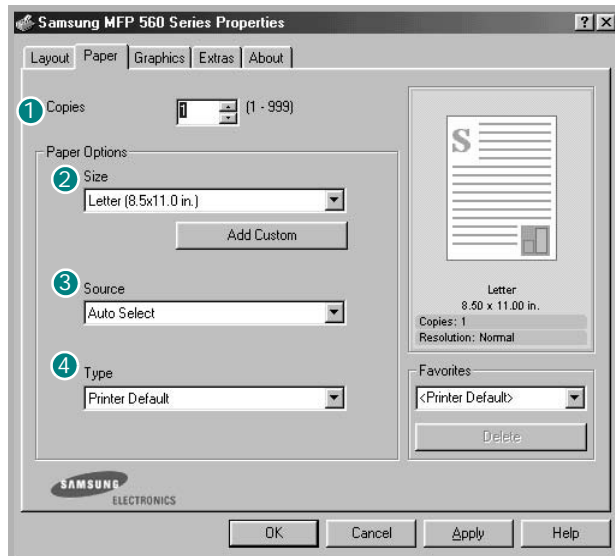 Samsung MFP 560 Series Properties
Layout Paper Graphics Extras About
1 Copies 1 (1 - 999)
Paper Options
2 Size
Letter (8.5x11.0 in.)
Add Custom
3 Source
Auto Select
4 Type
Printer Default
S
Letter
8.50 x 11.00 in.
Copies: 1
Resolution: Normal
Favorites
<Printer Default>
Delete
SAMSUNG
ELECTRONICS
OK Cancel Apply Help